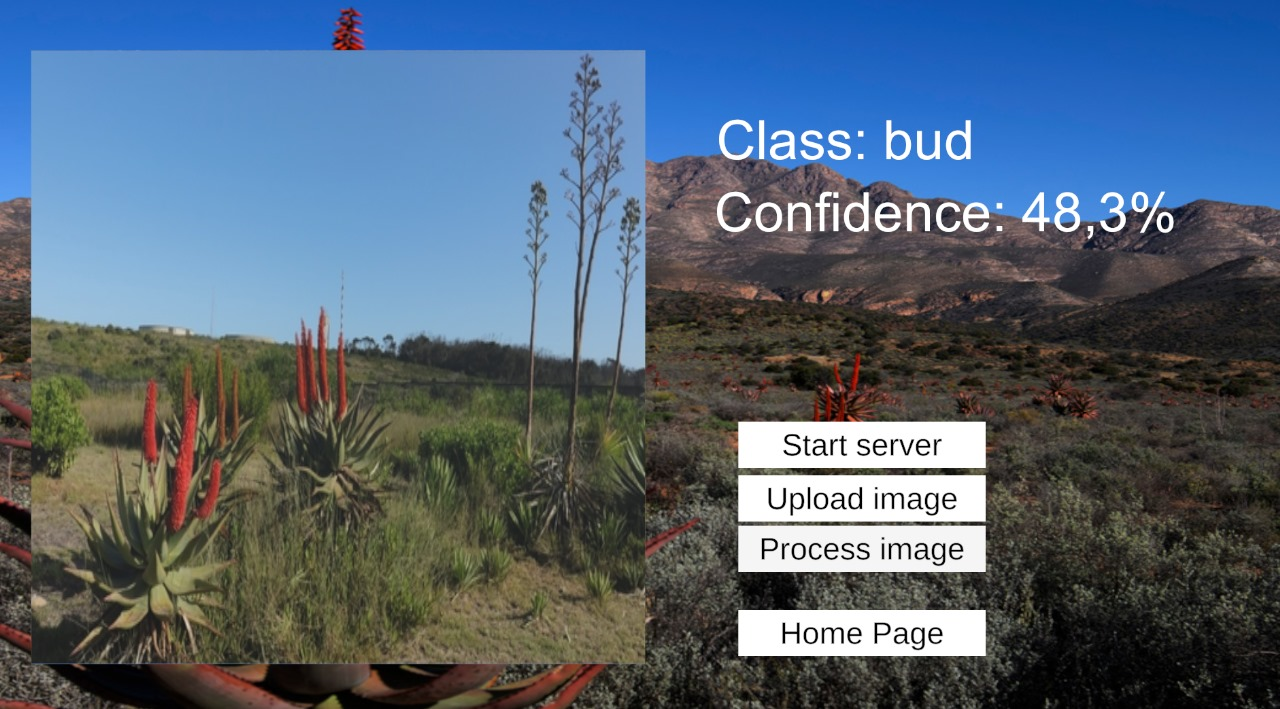 Class: bud
Confidence: 48,3%
Start server
Upload image
Process image
Home Page